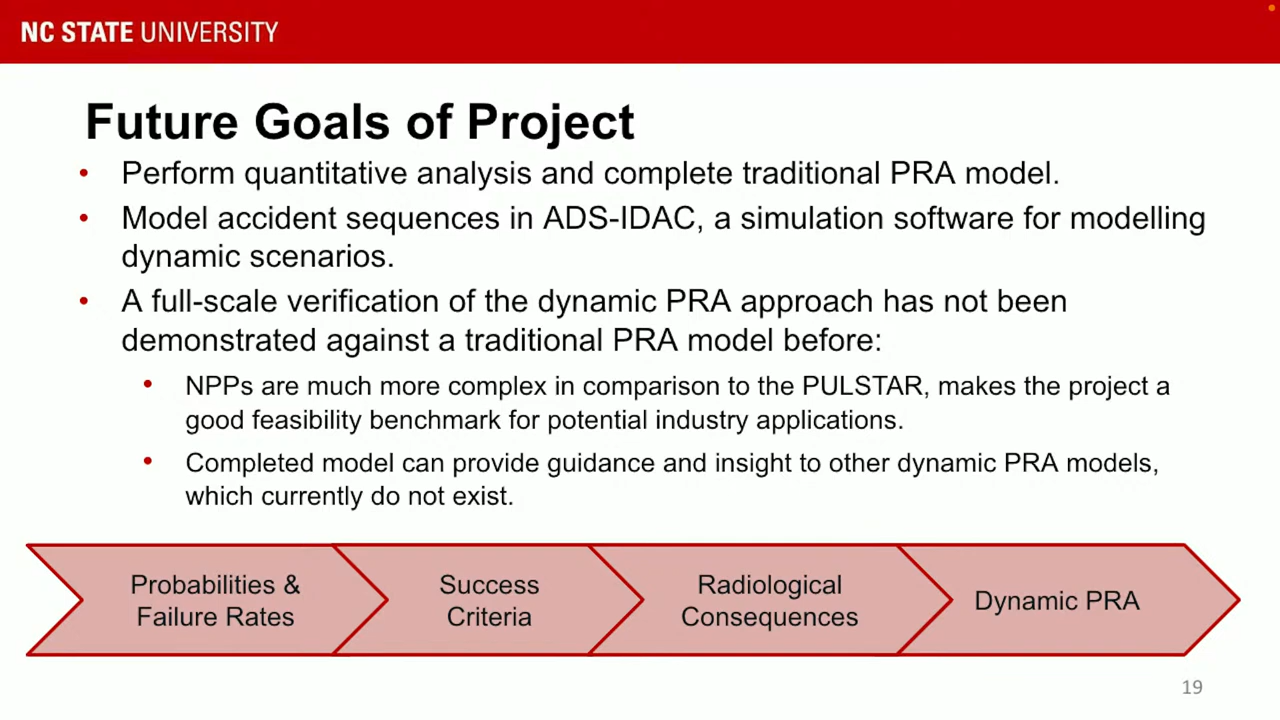 NC STATE UNIVERSITY
Future Goals of Project
• Perform quantitative analysis and complete traditional PRA model.
• Model accident sequences in ADS-IDAC, a simulation software for modelling
dynamic scenarios.
• A full-scale verification of the dynamic PRA approach has not been
demonstrated against a traditional PRA model before:
• NPPs are much more complex in comparison to the PULSTAR, makes the project a
good feasibility benchmark for potential industry applications.
• Completed model can provide guidance and insight to other dynamic PRA models,
which currently do not exist.
Probabilities &
Failure Rates
Success
Criteria
Radiological
Consequences
Dynamic PRA
19